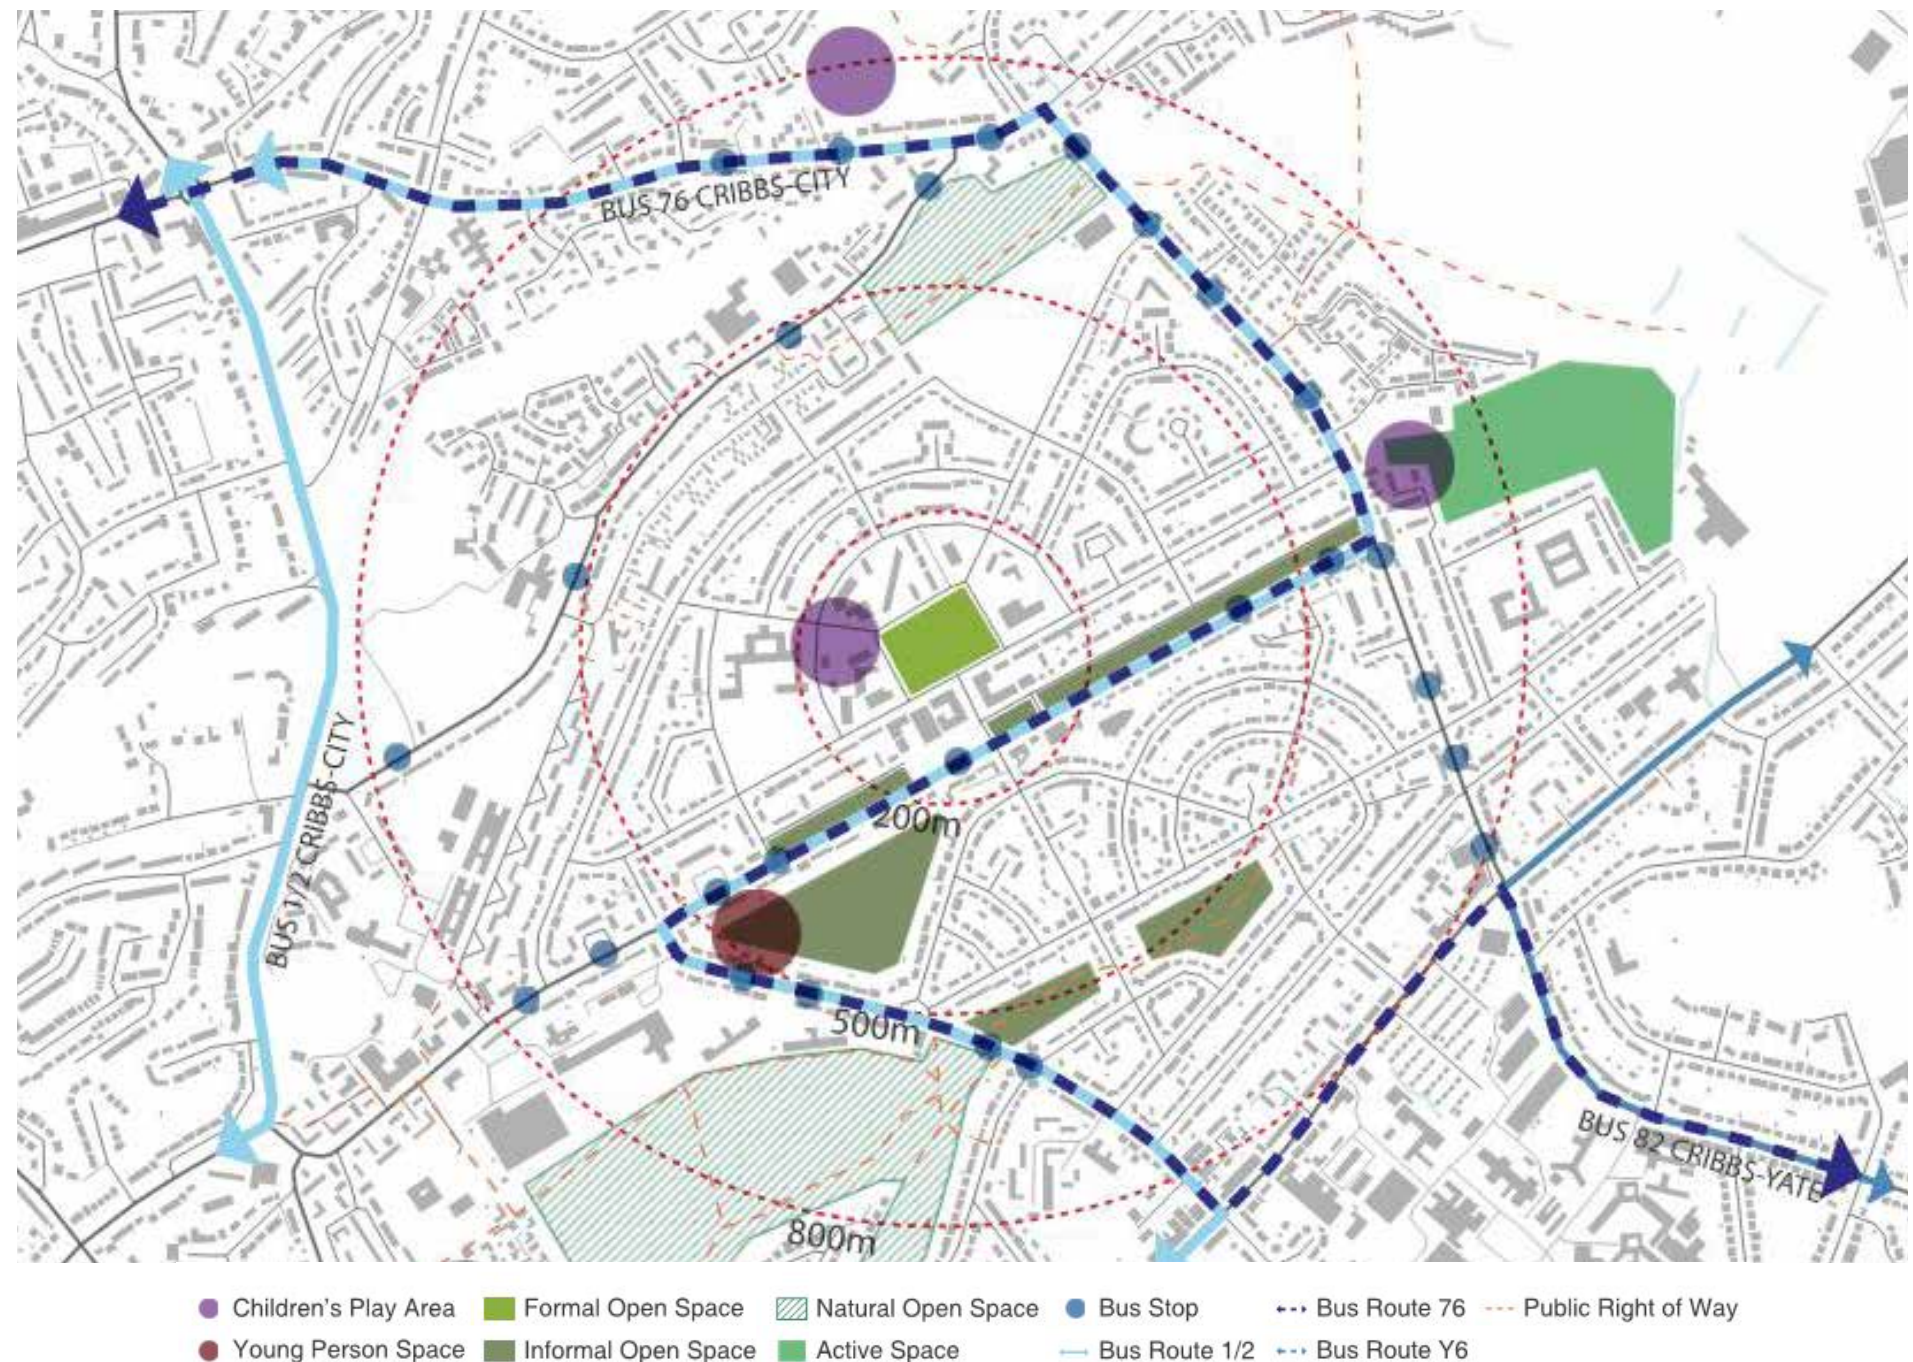 BUS 76 CRIBBS-CITY
BUS 1/2 CRIBBS-CITY
200m
500m
800m
BUS 82 CRIBBS-YATE
Children's Play Area
Formal Open Space
Natural Open Space
Bus Stop
Bus Route 76
Public Right of Way
Young Person Space
Informal Open Space
Active Space
Bus Route 1/2
Bus Route Y6